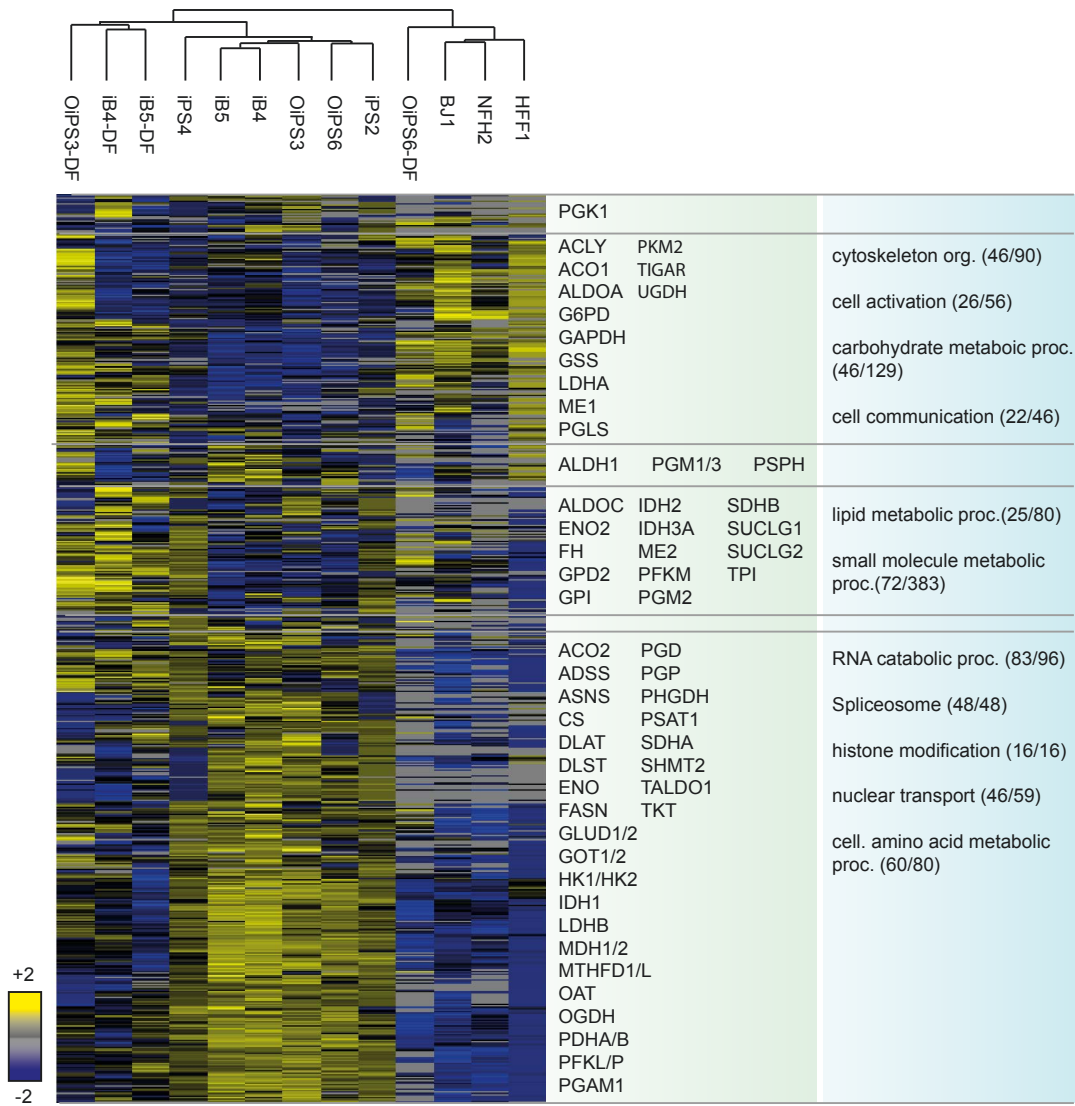 OiPS3-DF
iB4-DF
iB5-DF
iPS4
iB5
iB4
OiPS3
OiPS6
iPS2
OiPS6-DF
BJ1
NFH2
HFF1
PGK1
ACLY PKM2
ACO1 TIGAR
ALDOA UGDH
G6PD
GAPDH
GSS
LDHA
ME1
PGLS
cytoskeleton org. (46/90)
cell activation (26/56)
carbohydrate metaboic proc.
(46/129)
cell communication (22/46)
ALDH1 PGM1/3 PSPH
ALDOC IDH2 SDHB
ENO2 IDH3A SUCLG1
FH ME2 SUCLG2
GPD2 PFKM TPI
GPI PGM2
lipid metabolic proc.(25/80)
small molecule metabolic
proc.(72/383)
ACO2 PGD
ADSS PGP
ASNS PHGDH
CS PSAT1
DLAT SDHA
DLST SHMT2
ENO TALDO1
FASN TKT
GLUD1/2
GOT1/2
HK1/HK2
IDH1
LDHB
MDH1/2
MTHFD1/L
OAT
OGDH
PDHA/B
PFKL/P
PGAM1
RNA catabolic proc. (83/96)
Spliceosome (48/48)
histone modification (16/16)
nuclear transport (46/59)
cell. amino acid metabolic
proc. (60/80)
+2
-2